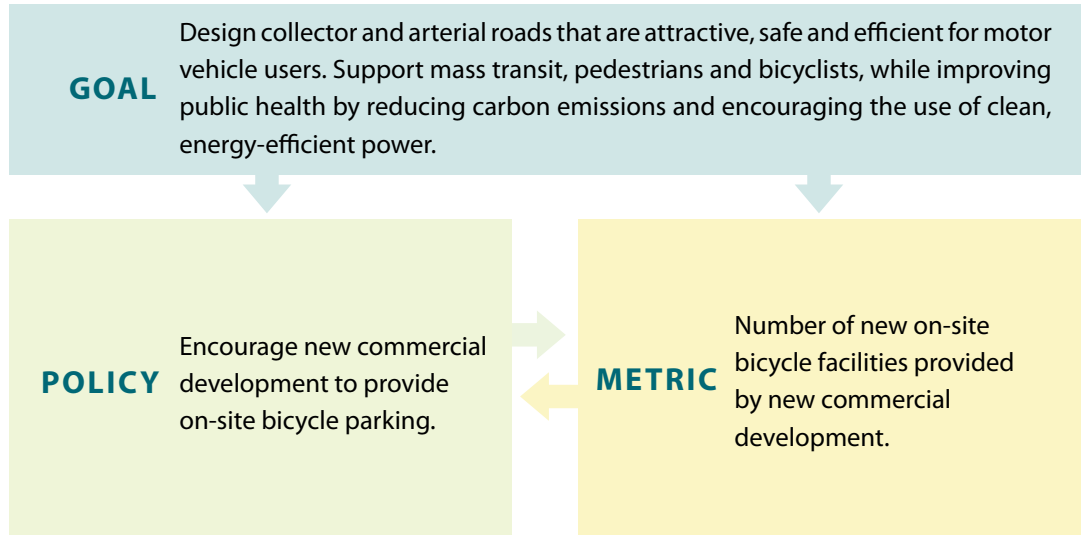 GOAL
Design collector and arterial roads that are attractive, safe and efficient for motor
vehicle users. Support mass transit, pedestrians and bicyclists, while improving
public health by reducing carbon emissions and encouraging the use of clean,
energy-efficient power.
POLICY
Encourage new commercial
development to provide
on-site bicycle parking.
METRIC
Number of new on-site
bicycle facilities provided
by new commercial
development.